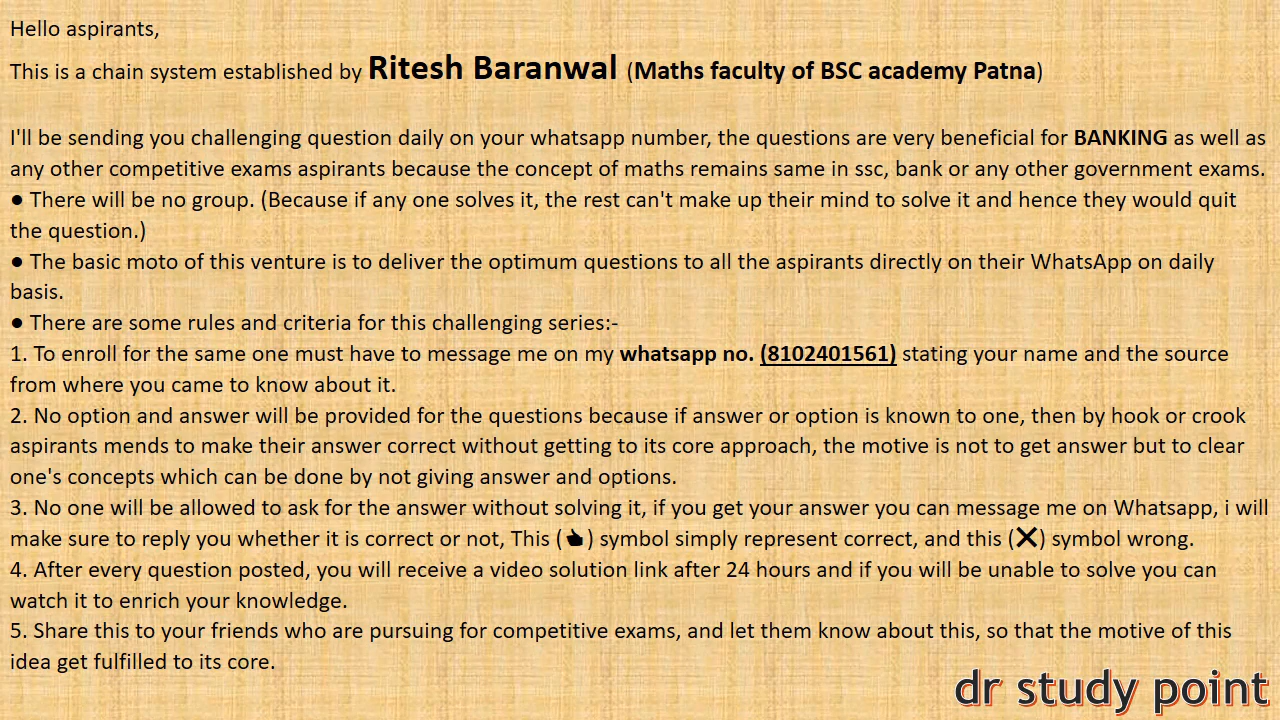 Hello aspirants,
This is a chain system established by Ritesh Baranwal (Maths faculty of BSC academy Patna)
I'll be sending you challenging question daily on your whatsapp number, the questions are very beneficial for BANKING as well as
any other competitive exams aspirants because the concept of maths remains same in ssc, bank or any other government exams.
● There will be no group. (Because if any one solves it, the rest can't make up their mind to solve it and hence they would quit
the question.)
● The basic moto of this venture is to deliver the optimum questions to all the aspirants directly on their WhatsApp on daily
basis.
● There are some rules and criteria for this challenging series:-
1. To enroll for the same one must have to message me on my whatsapp no. (8102401561) stating your name and the source
from where you came to know about it.
2. No option and answer will be provided for the questions because if answer or option is known to one, then by hook or crook
aspirants mends to make their answer correct without getting to its core approach, the motive is not to get answer but to clear
one's concepts which can be done by not giving answer and options.
3. No one will be allowed to ask for the answer without solving it, if you get your answer you can message me on Whatsapp, i will
make sure to reply you whether it is correct or not, This (👍) symbol simply represent correct, and this (❌) symbol wrong.
4. After every question posted, you will receive a video solution link after 24 hours and if you will be unable to solve you can
watch it to enrich your knowledge.
5. Share this to your friends who are pursuing for competitive exams, and let them know about this, so that the motive of this
idea get fulfilled to its core.
dr study point